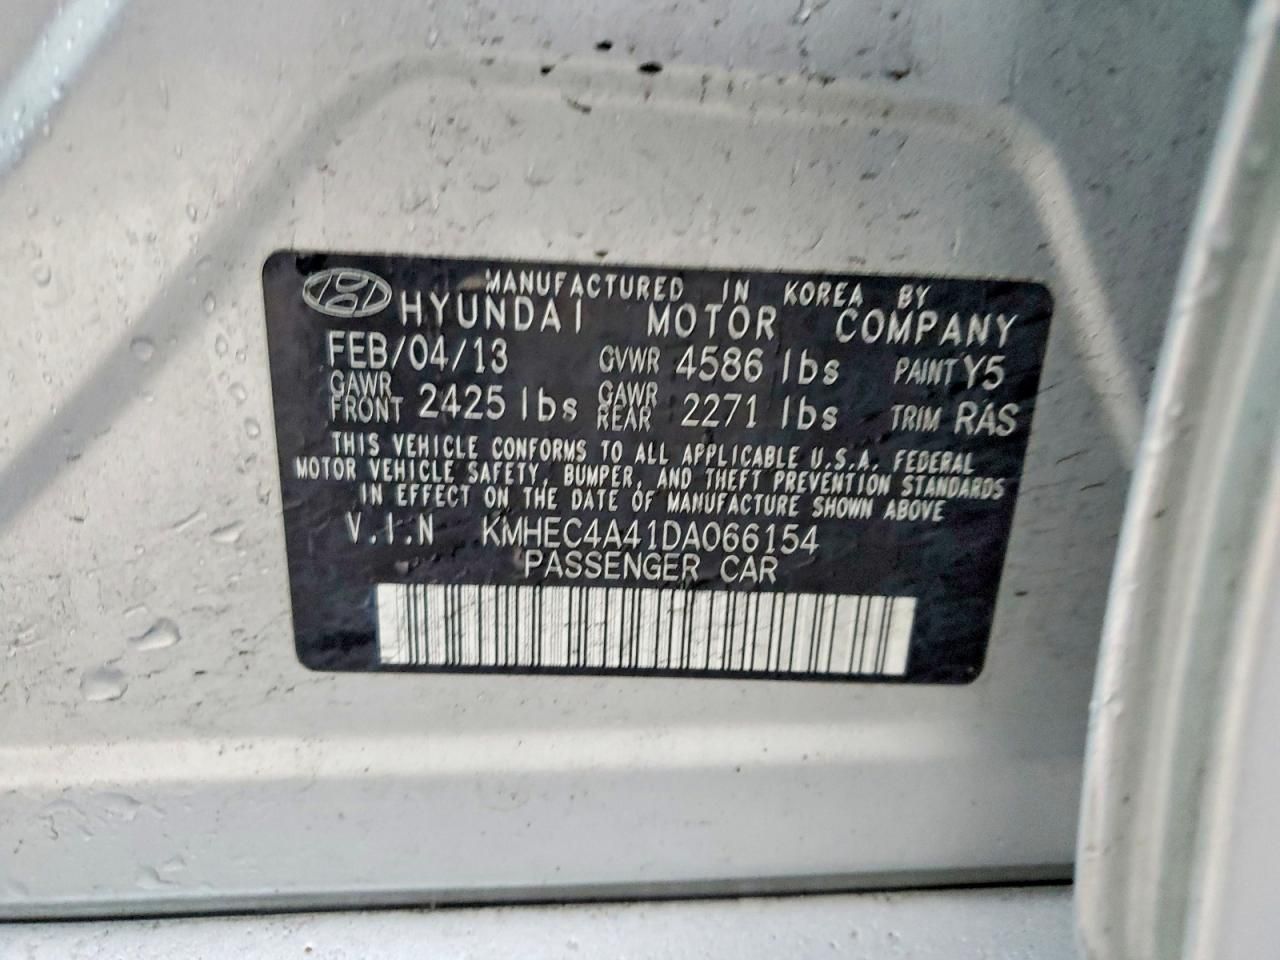 MANUFACTURED IN KOREA BY
HYUNDAI MOTOR COMPANY
FEB/04/13 GVWR 4586 lbs PAINT Y5
GAWR FRONT 2425 lbs GAWR REAR 2271 lbs TRIM RAS
THIS VEHICLE CONFORMS TO ALL APPLICABLE U.S.A. FEDERAL
MOTOR VEHICLE SAFETY, BUMPER, AND THEFT PREVENTION STANDARDS
IN EFFECT ON THE DATE OF MANUFACTURE SHOWN ABOVE
V.I.N KMHEC4A41DA066154
PASSENGER CAR